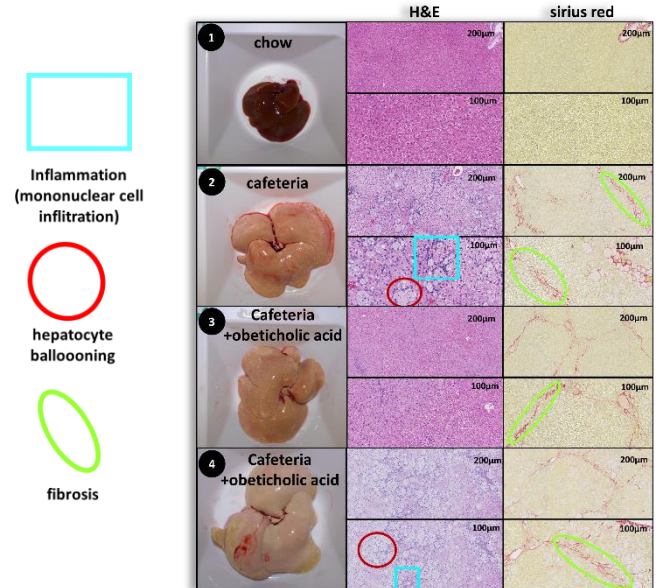 H&E
sirius red
1
chow
200µm
100µm
2
cafeteria
200µm
200µm
100µm
100µm
3
Cafeteria
+obeticholic acid
200µm
200µm
100µm
100µm
4
Cafeteria
+obeticholic acid
200µm
200µm
100µm
100µm
200µm
100µm
Inflammation
(mononuclear cell
inflitration)
hepatocyte
balloooning
fibrosis